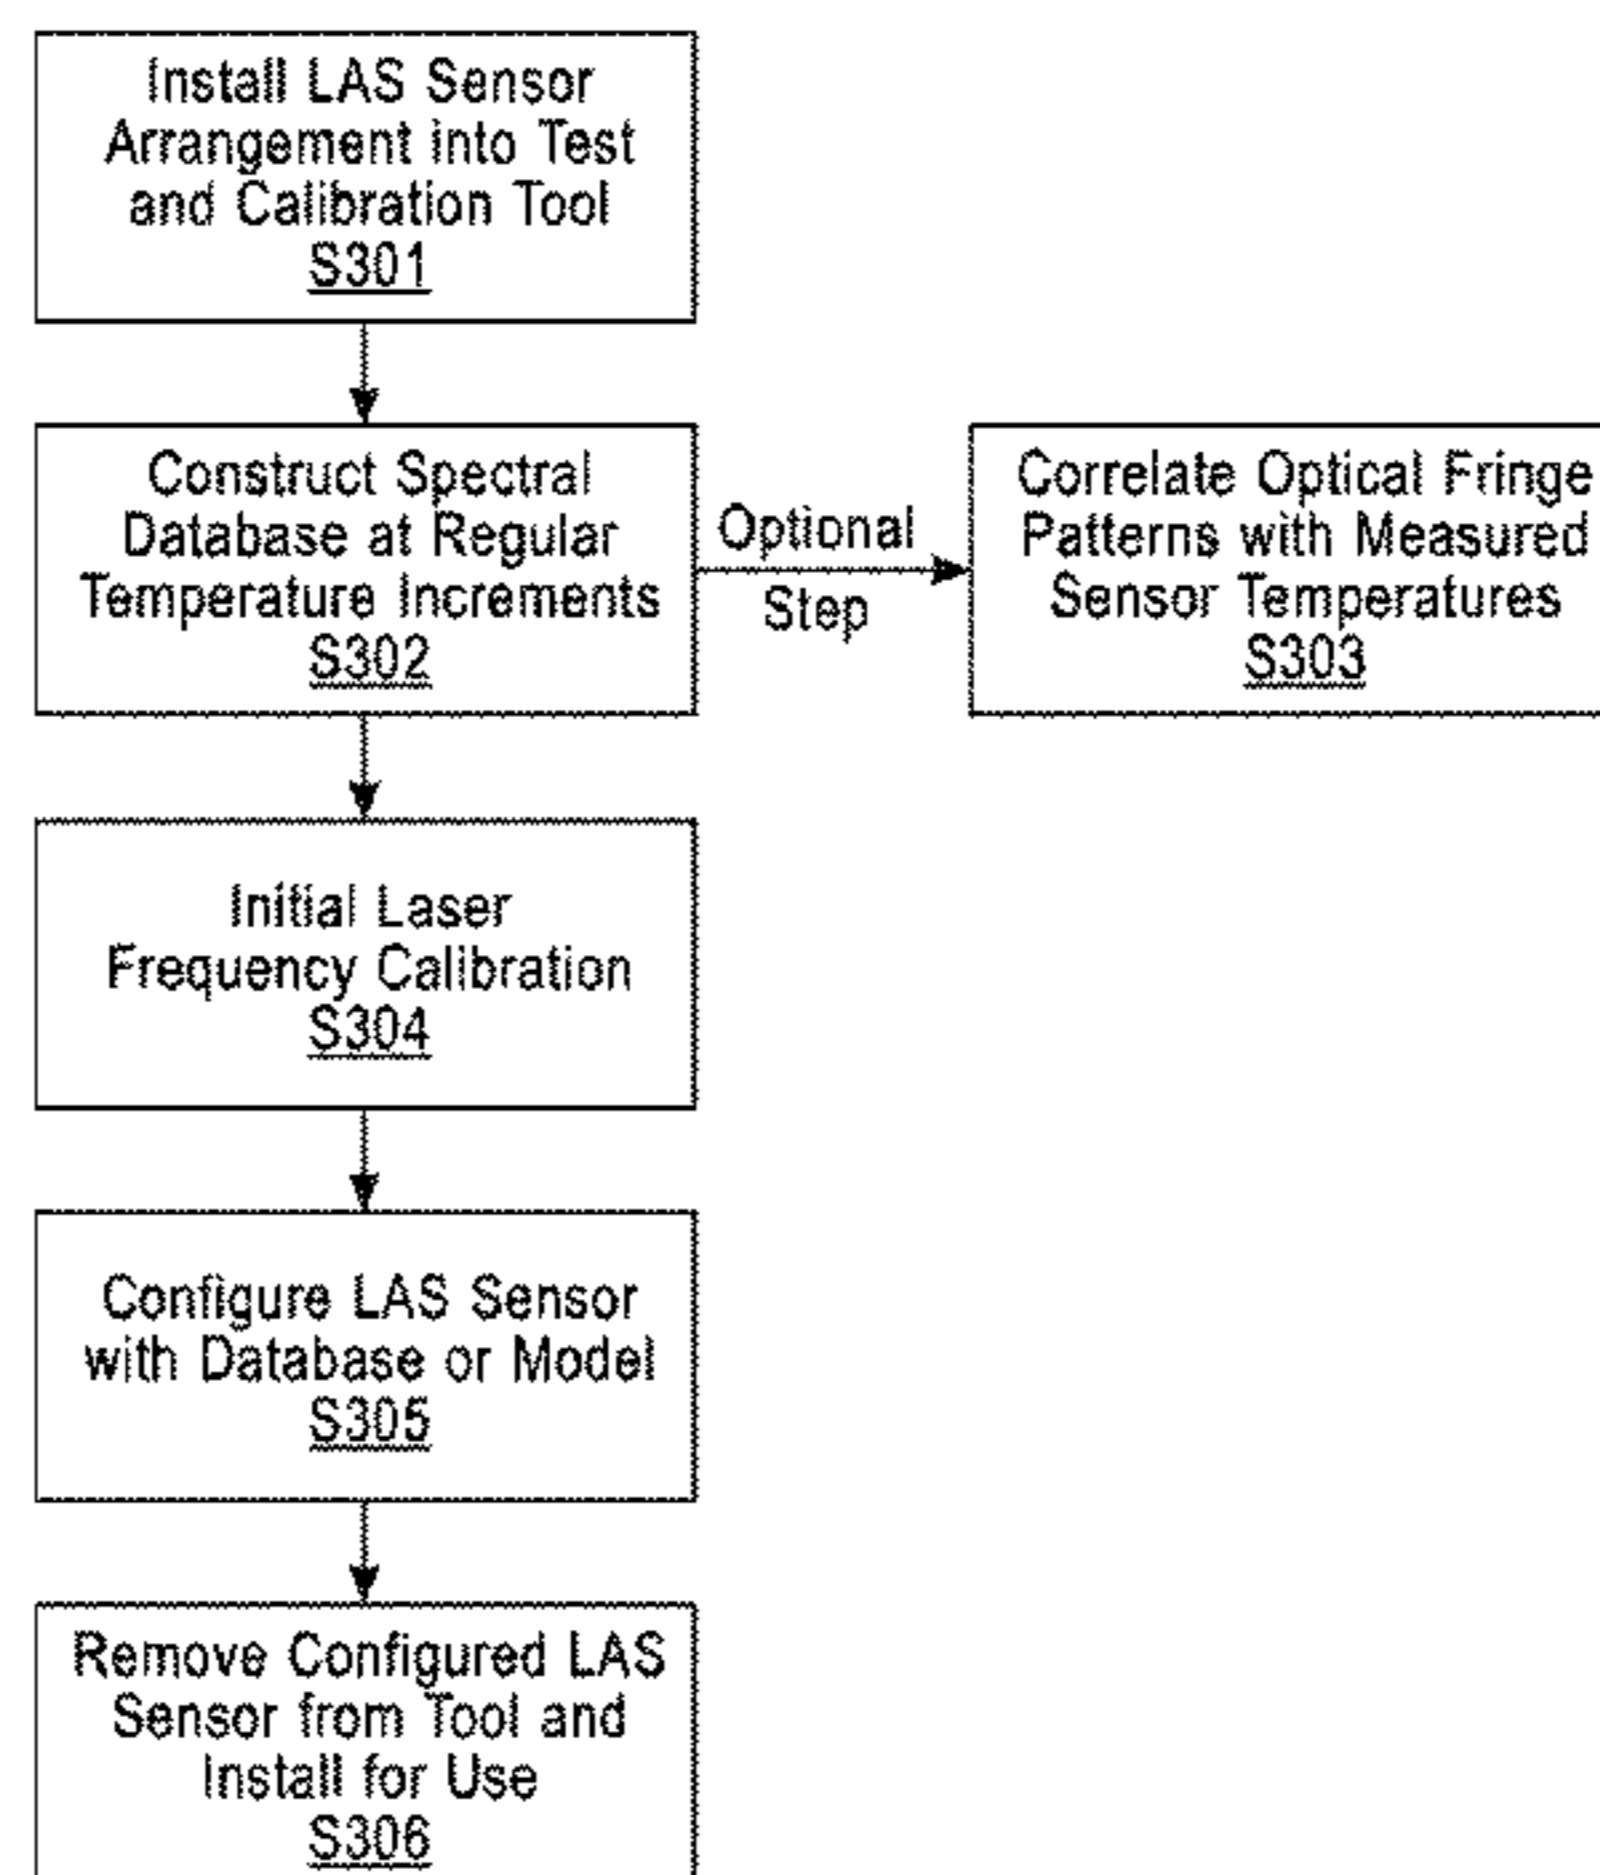 Install LAS Sensor
Arrangement into Test
and Calibration Tool
S301
Construct Spectral
Database at Regular
Temperature Increments
S302
Optional
Step
Correlate Optical Fringe
Patterns with Measured
Sensor Temperatures
S303
Initial Laser
Frequency Calibration
S304
Configure LAS Sensor
with Database or Model
S305
Remove Configured LAS
Sensor from Tool and
Install for Use
S306